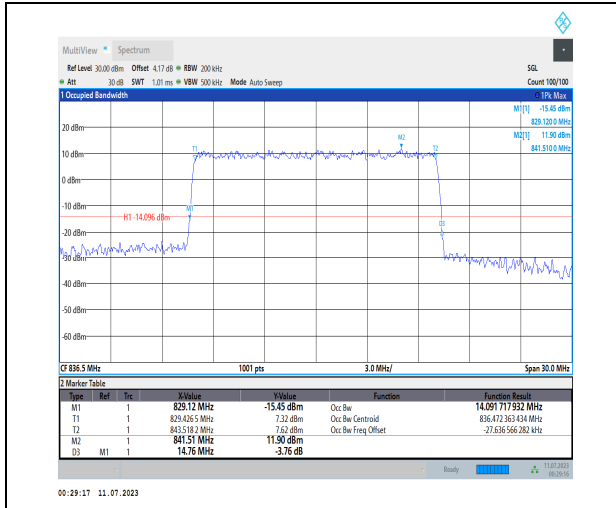 MultiView Spectrum
Ref Level 30.00 dBm Offset 4.17 dB RBW 200 kHz SGL
Att 30 dB SWT 1.01 ms VBW 500 kHz Mode Auto Sweep Count 100/100
1 Occupied Bandwidth 1Pk Max
M1[1] -15.45 dBm
829.1200 MHz
M2[1] 11.90 dBm
841.5100 MHz
20 dBm
M2
T1 T2
10 dBm
0 dBm
-10 dBm
M1
H1 -14.096 dBm
-20 dBm
D3
-30 dBm
-40 dBm
-50 dBm
-60 dBm
CF 836.5 MHz 1001 pts 3.0 MHz/ Span 30.0 MHz
2 Marker Table
Type Ref Trc X-Value Y-Value Function Function Result
M1 1 829.12 MHz -15.45 dBm Occ Bw 14.091 717 932 MHz
T1 1 829.426 5 MHz 7.32 dBm Occ Bw Centroid 836.472 363 434 MHz
T2 1 843.518 2 MHz 7.62 dBm Occ Bw Freq Offset -27.636 566 282 kHz
M2 1 841.51 MHz 11.90 dBm
D3 M1 1 14.76 MHz -3.76 dB
Ready 11.07.2023
00:29:16
00:29:17 11.07.2023